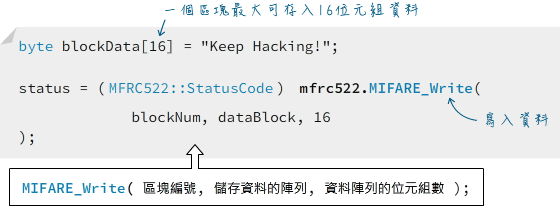 一個區塊最大可存入16位元組資料
byte blockData[16] = "Keep Hacking!";
status = (MFRC522::StatusCode) mfrc522.MIFARE_Write(
blockNum, dataBlock, 16
寫入資料
);
MIFARE_Write( 區塊編號, 儲存資料的陣列, 資料陣列的位元組數 );